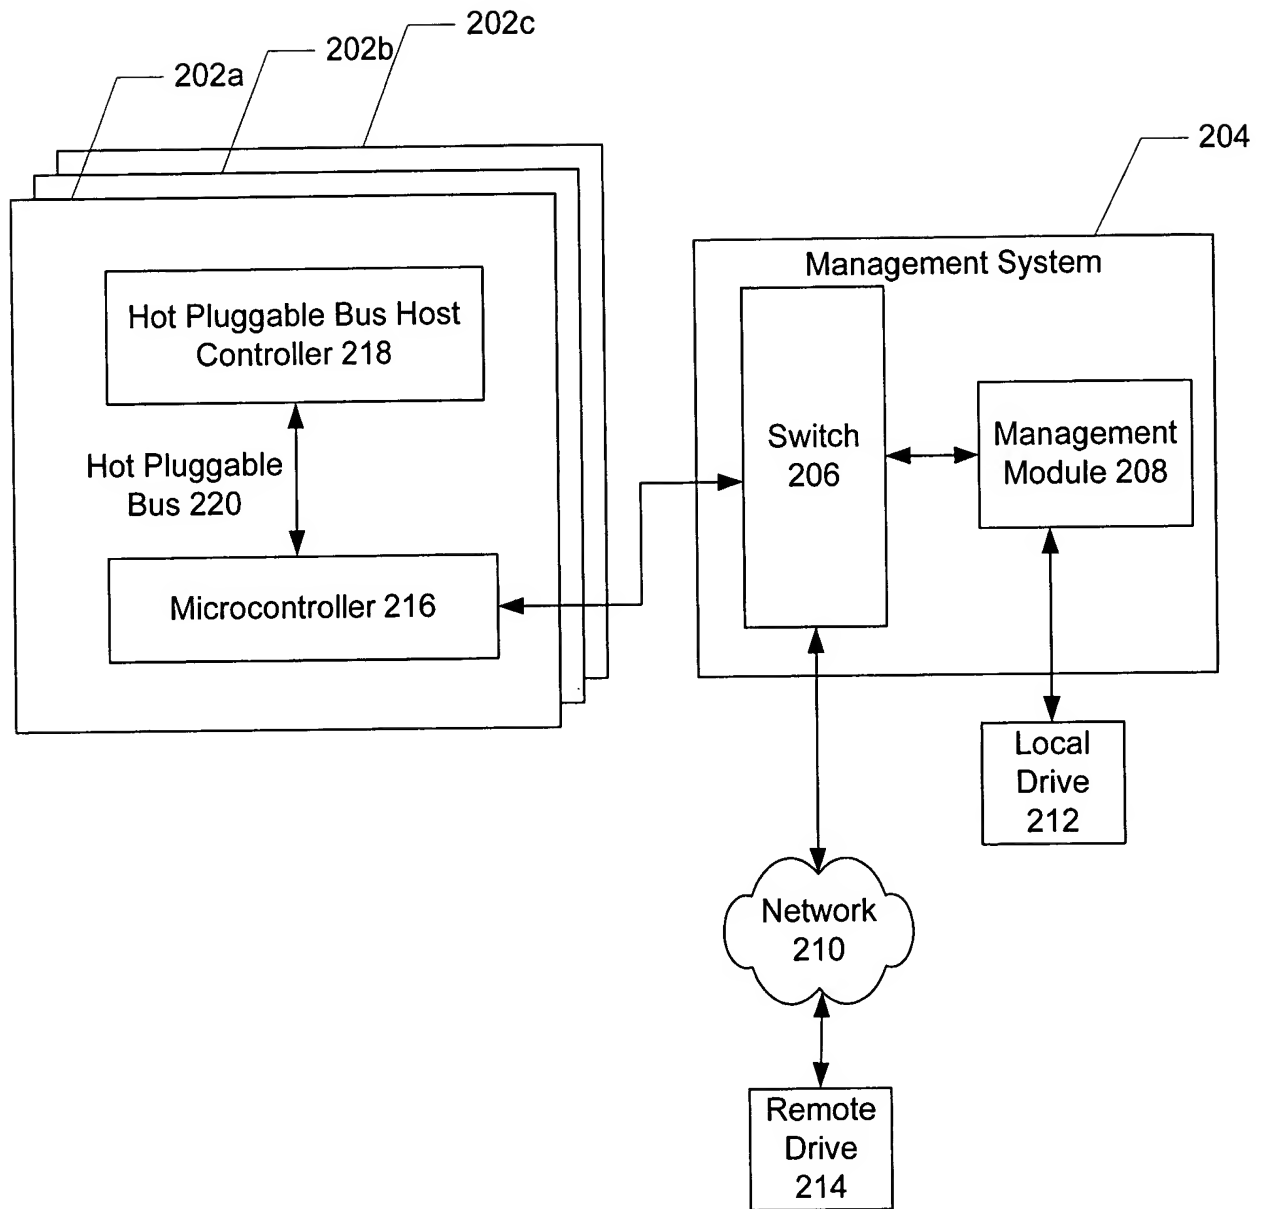 202c
202b
202a
204
Management System
Hot Pluggable Bus Host
Controller 218
Hot Pluggable
Bus 220
Microcontroller 216
Switch
206
Management
Module 208
Local
Drive
212
Network
210
Remote
Drive
214